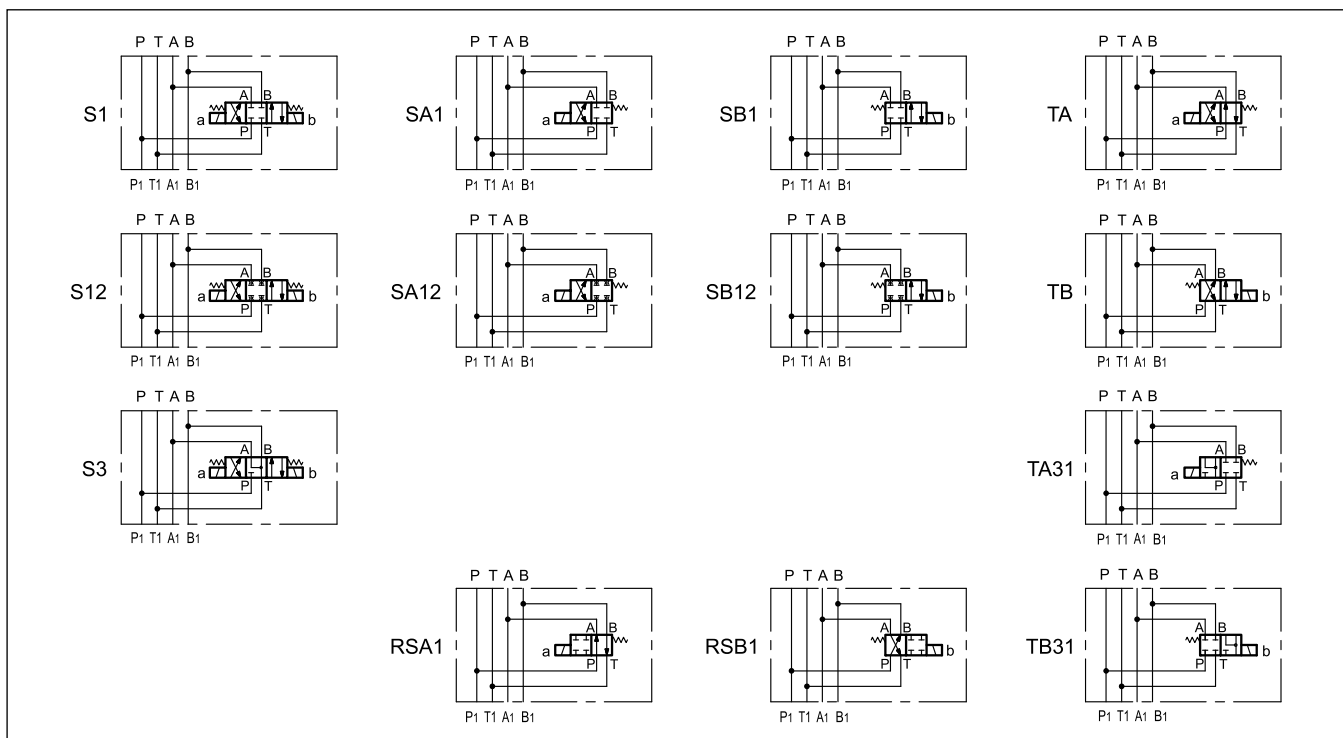 P T A B
P T A B
P T A B
P T A B
A B
A B
A B
A B
S1
a
b
SA1
a
SB1
b
TA
a
P T
P T
P T
P T
P1 T1 A1 B1
P1 T1 A1 B1
P1 T1 A1 B1
P1 T1 A1 B1
P T A B
P T A B
P T A B
P T A B
A B
A B
A B
A B
S12
a
b
SA12
a
SB12
b
TB
b
P T
P T
P T
P T
P1 T1 A1 B1
P1 T1 A1 B1
P1 T1 A1 B1
P1 T1 A1 B1
P T A B
P T A B
A B
A B
S3
a
b
TA31
a
P T
P T
P1 T1 A1 B1
P1 T1 A1 B1
P T A B
P T A B
P T A B
A B
A B
A B
RSA1
a
RSB1
b
TB31
b
P T
P T
P T
P1 T1 A1 B1
P1 T1 A1 B1
P1 T1 A1 B1